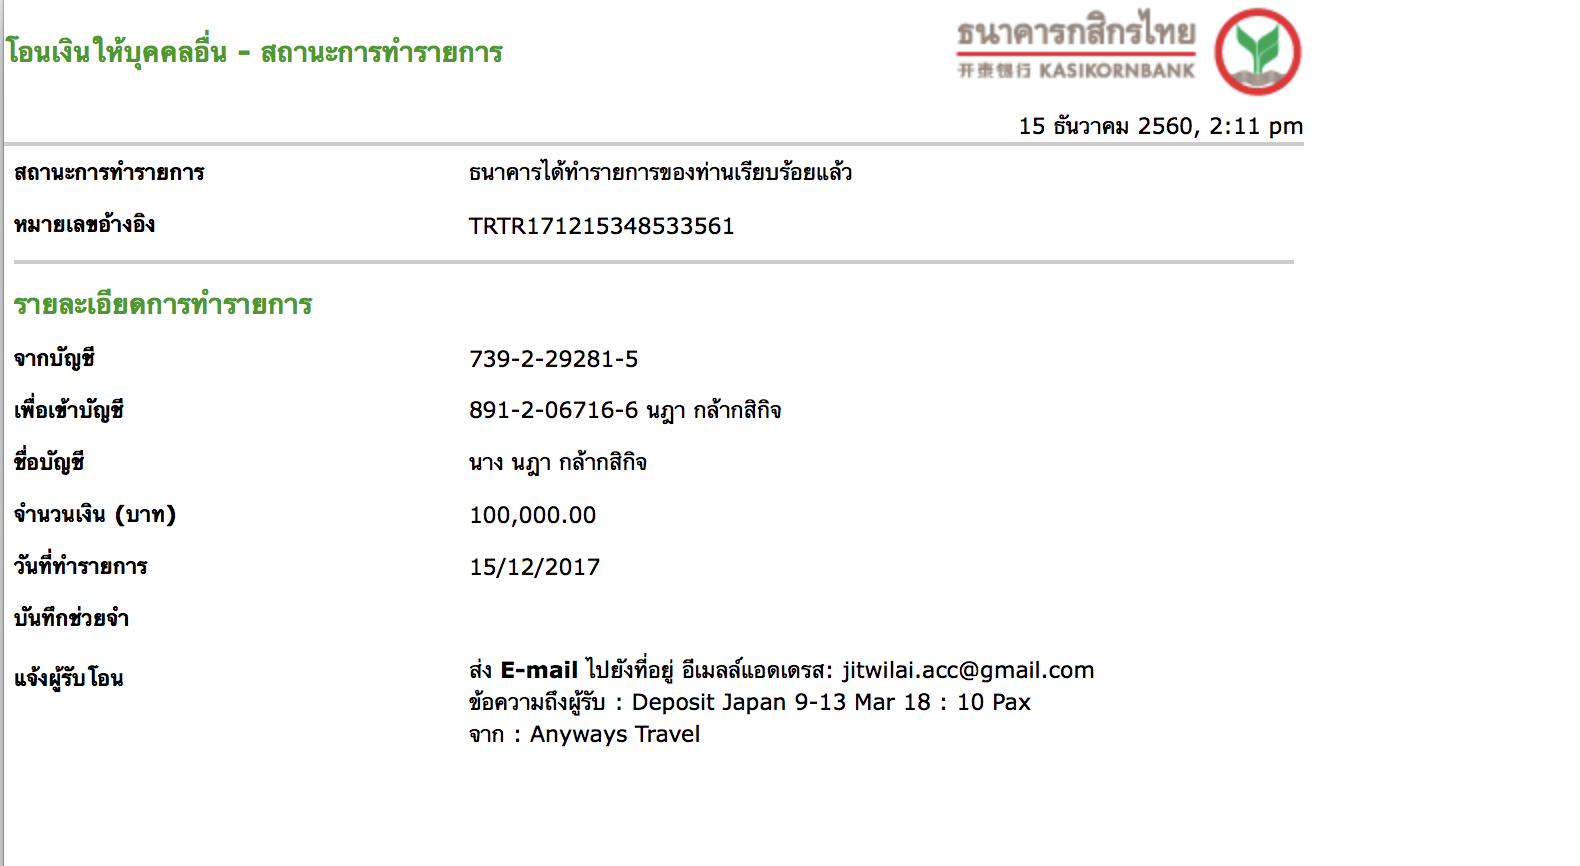 โอนเงินให้บุคคลอื่น - สถานะการทำรายการ
ธนาคารกสิกรไทย
开泰银行 KASIKORNBANK
15 ธันวาคม 2560, 2:11 pm
สถานะการทำรายการ ธนาคารได้ทำรายการของท่านเรียบร้อยแล้ว
หมายเลขอ้างอิง TRTR171215348533561
รายละเอียดการทำรายการ
จากบัญชี 739-2-29281-5
เพื่อเข้าบัญชี 891-2-06716-6 นฎา กล้ากสิกิจ
ชื่อบัญชี นาง นฎา กล้ากสิกิจ
จำนวนเงิน (บาท) 100,000.00
วันที่ทำรายการ 15/12/2017
บันทึกช่วยจำ
แจ้งผู้รับโอน ส่ง E-mail ไปยังที่อยู่ อีเมลล์แอดเดรส: jitwilai.acc@gmail.com
ข้อความถึงผู้รับ : Deposit Japan 9-13 Mar 18 : 10 Pax
จาก : Anyways Travel